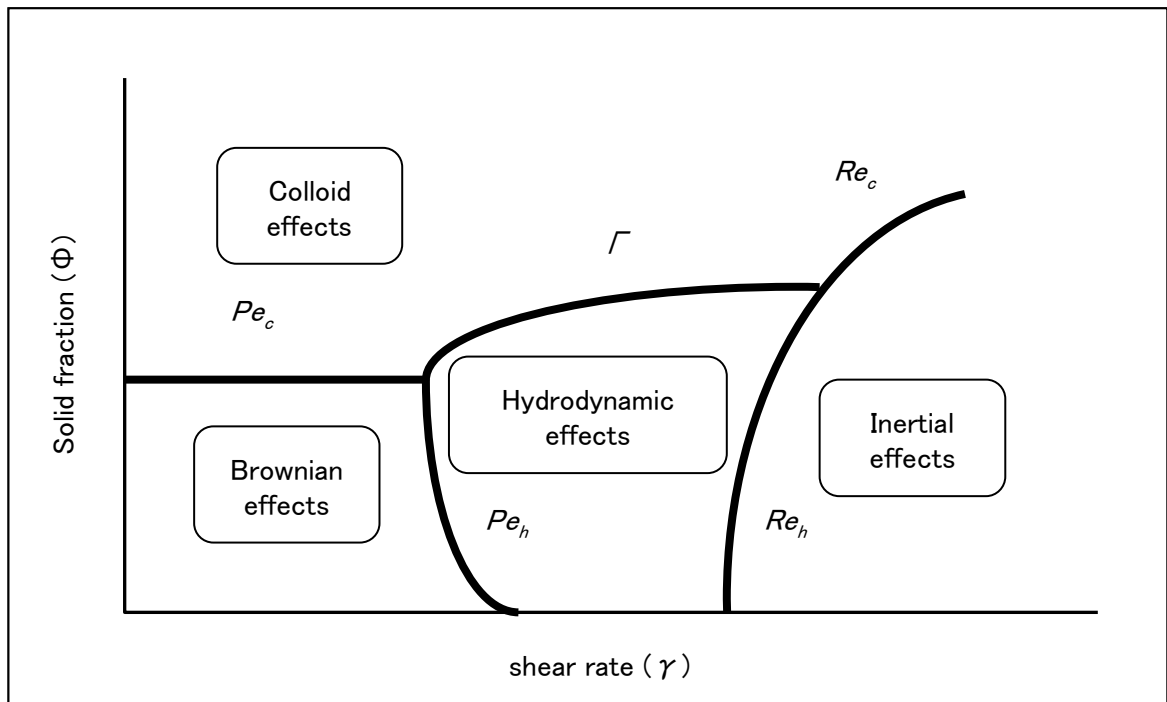 Colloid
effects
Re_c
Γ
Solid fraction (Φ)
Pe_c
Hydrodynamic
effects
Inertial
effects
Brownian
effects
Pe_h
Re_h
shear rate (γ)